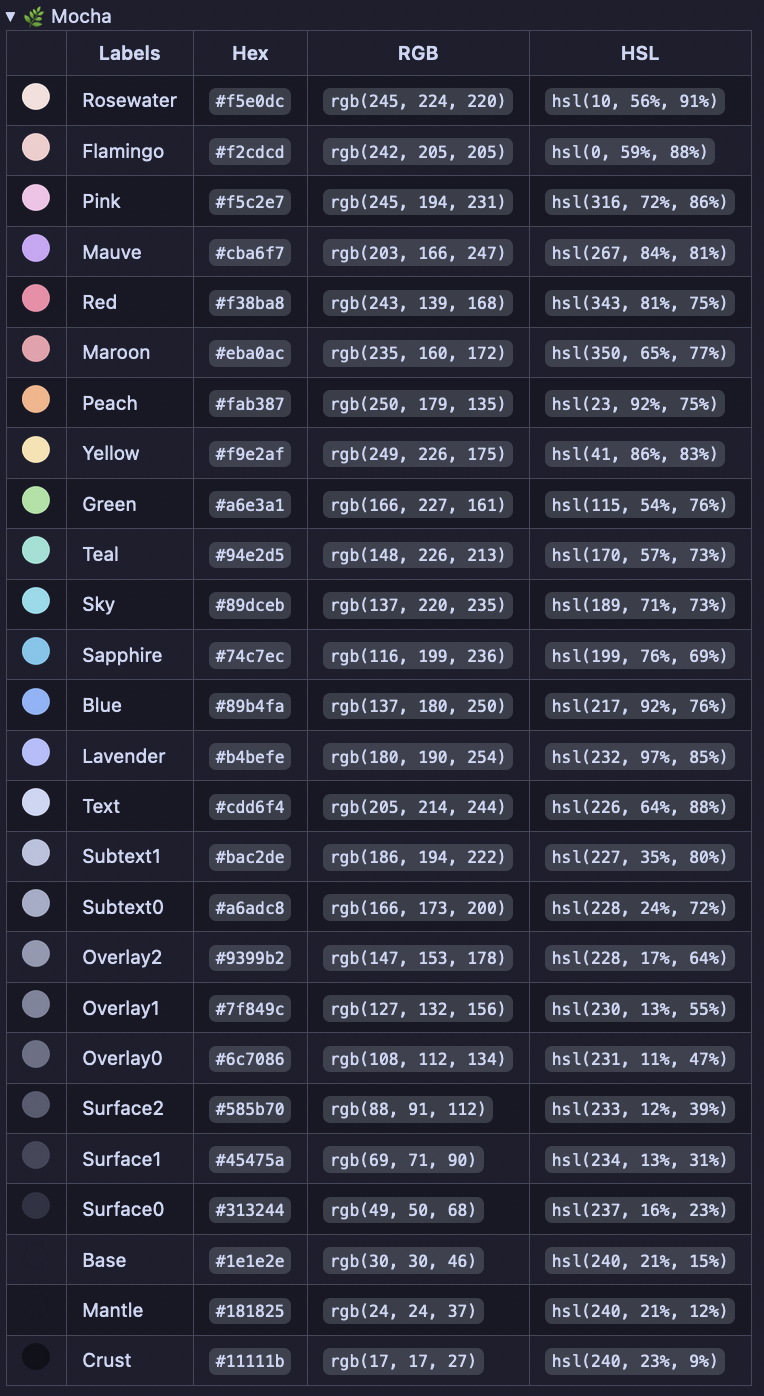 ▼ 🌿 Mocha
Labels Hex RGB HSL
Rosewater #f5e0dc rgb(245, 224, 220) hsl(10, 56%, 91%)
Flamingo #f2cdcd rgb(242, 205, 205) hsl(0, 59%, 88%)
Pink #f5c2e7 rgb(245, 194, 231) hsl(316, 72%, 86%)
Mauve #cba6f7 rgb(203, 166, 247) hsl(267, 84%, 81%)
Red #f38ba8 rgb(243, 139, 168) hsl(343, 81%, 75%)
Maroon #eba0ac rgb(235, 160, 172) hsl(350, 65%, 77%)
Peach #fab387 rgb(250, 179, 135) hsl(23, 92%, 75%)
Yellow #f9e2af rgb(249, 226, 175) hsl(41, 86%, 83%)
Green #a6e3a1 rgb(166, 227, 161) hsl(115, 54%, 76%)
Teal #94e2d5 rgb(148, 226, 213) hsl(170, 57%, 73%)
Sky #89dceb rgb(137, 220, 235) hsl(189, 71%, 73%)
Sapphire #74c7ec rgb(116, 199, 236) hsl(199, 76%, 69%)
Blue #89b4fa rgb(137, 180, 250) hsl(217, 92%, 76%)
Lavender #b4befe rgb(180, 190, 254) hsl(232, 97%, 85%)
Text #cdd6f4 rgb(205, 214, 244) hsl(226, 64%, 88%)
Subtext1 #bac2de rgb(186, 194, 222) hsl(227, 35%, 80%)
Subtext0 #a6adc8 rgb(166, 173, 200) hsl(228, 24%, 72%)
Overlay2 #9399b2 rgb(147, 153, 178) hsl(228, 17%, 64%)
Overlay1 #7f849c rgb(127, 132, 156) hsl(230, 13%, 55%)
Overlay0 #6c7086 rgb(108, 112, 134) hsl(231, 11%, 47%)
Surface2 #585b70 rgb(88, 91, 112) hsl(233, 12%, 39%)
Surface1 #45475a rgb(69, 71, 90) hsl(234, 13%, 31%)
Surface0 #313244 rgb(49, 50, 68) hsl(237, 16%, 23%)
Base #1e1e2e rgb(30, 30, 46) hsl(240, 21%, 15%)
Mantle #181825 rgb(24, 24, 37) hsl(240, 21%, 12%)
Crust #11111b rgb(17, 17, 27) hsl(240, 23%, 9%)